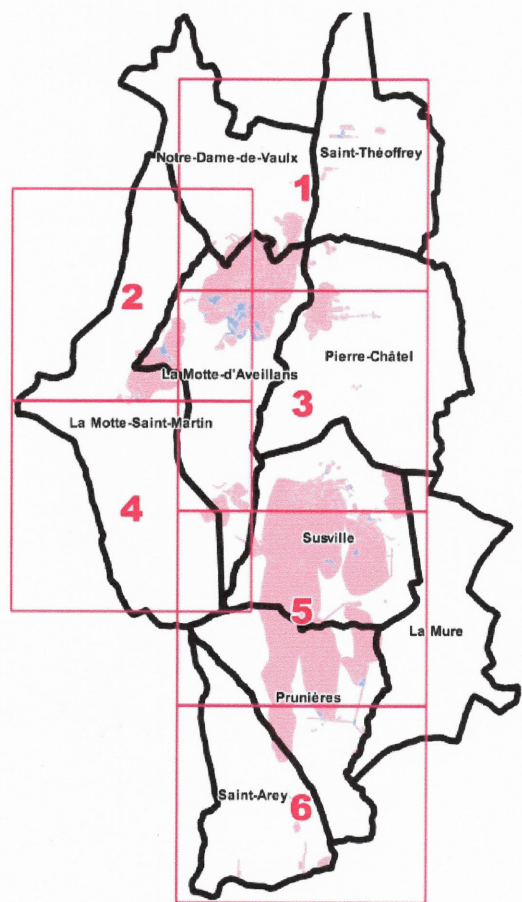 Notre-Dame-de-Vaulx
Saint-Théoffrey
1
2
La Motte-d'Aveillans
Pierre-Châtel
3
La Motte-Saint-Martin
4
Susville
5
La Mure
Prunières
Saint-Arey
6